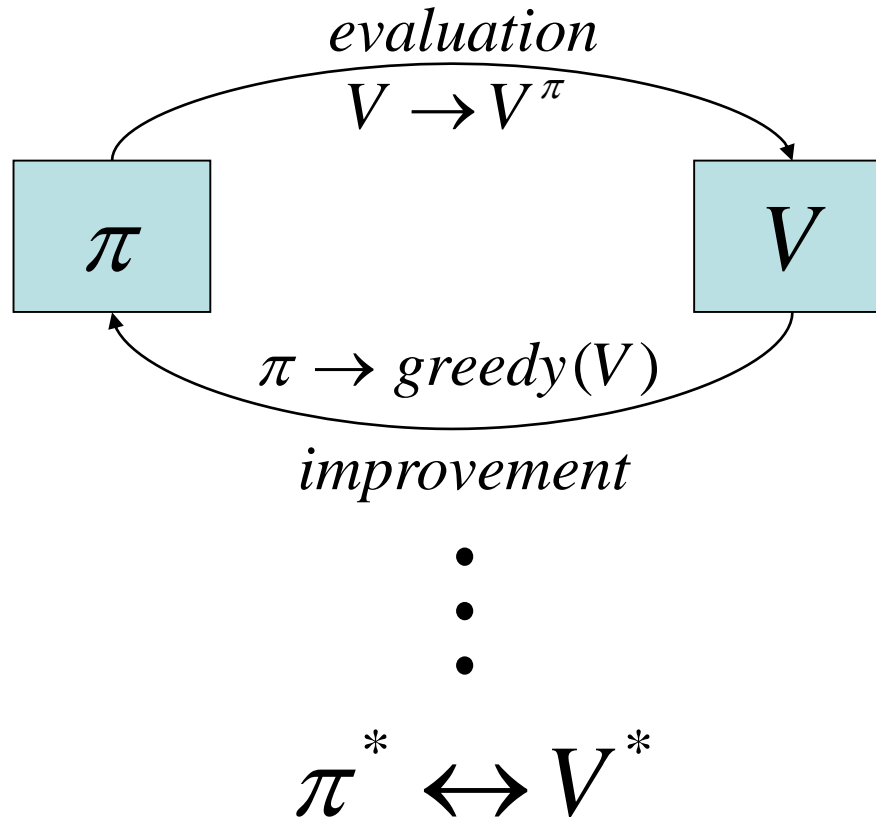 evaluation
V → V^π
π
V
π → greedy(V)
improvement
π* ↔ V*